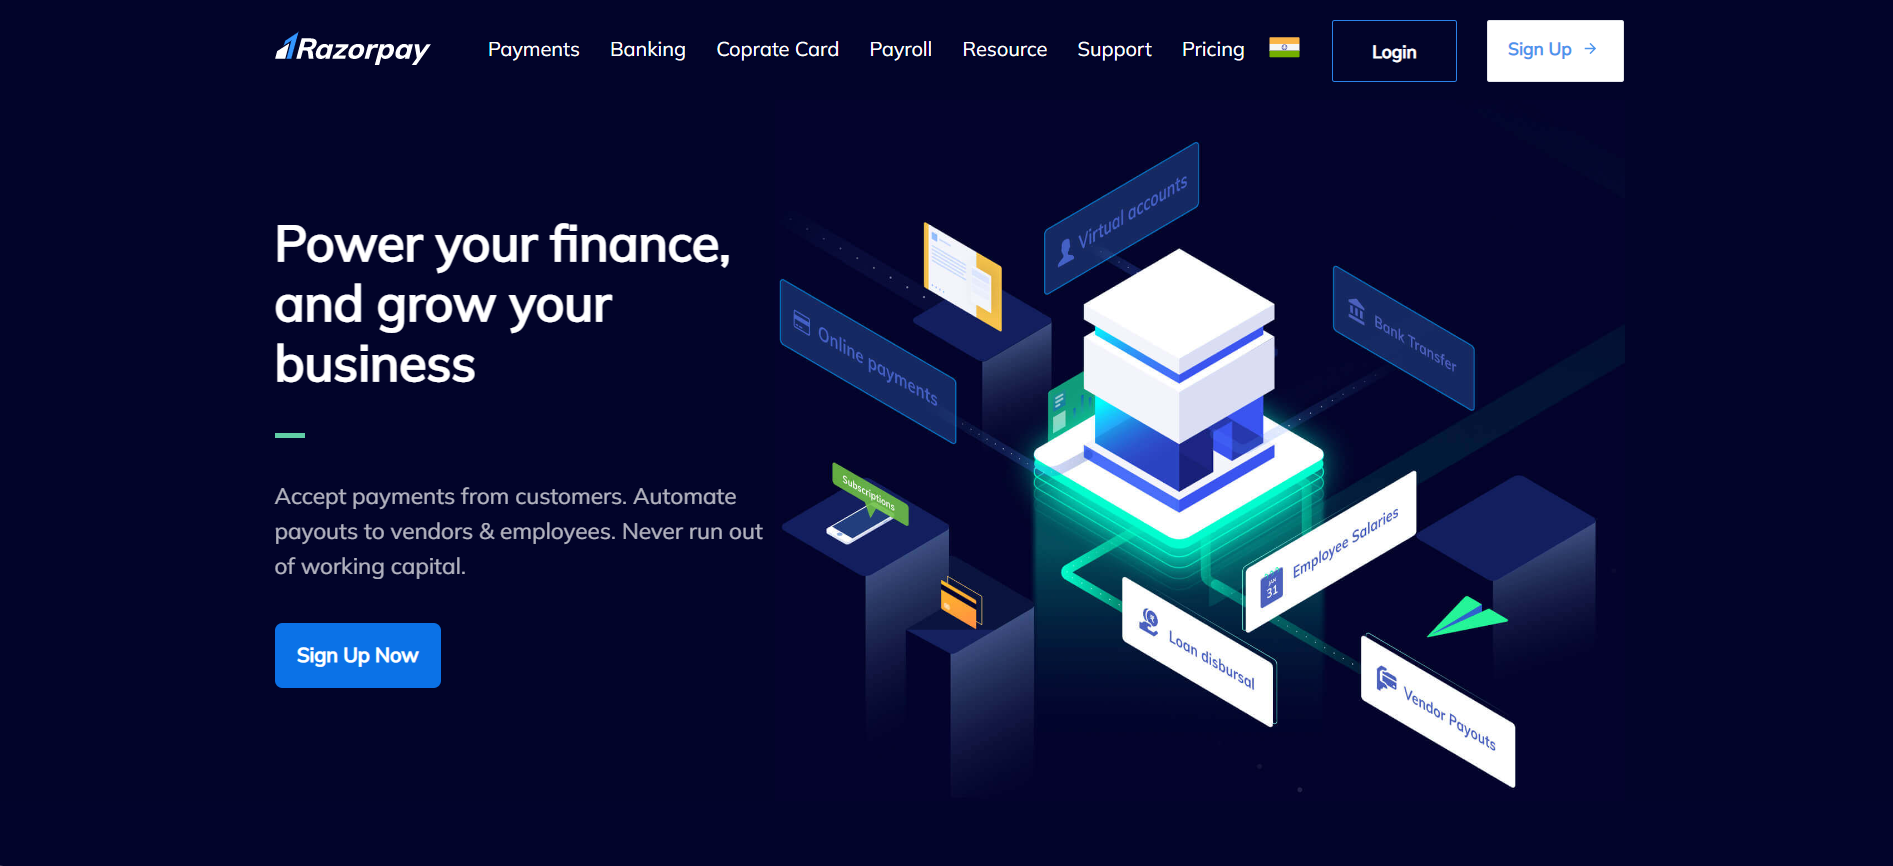 Razorpay
Payments
Banking
Coprate Card
Payroll
Resource
Support
Pricing
Login
Sign Up →
Power your finance,
and grow your
business
Accept payments from customers. Automate
payouts to vendors & employees. Never run out
of working capital.
Sign Up Now
Virtual accounts
Online payments
Bank Transfer
Subscriptions
Employee Salaries
JAN
31
Loan disbursal
Vendor Payouts